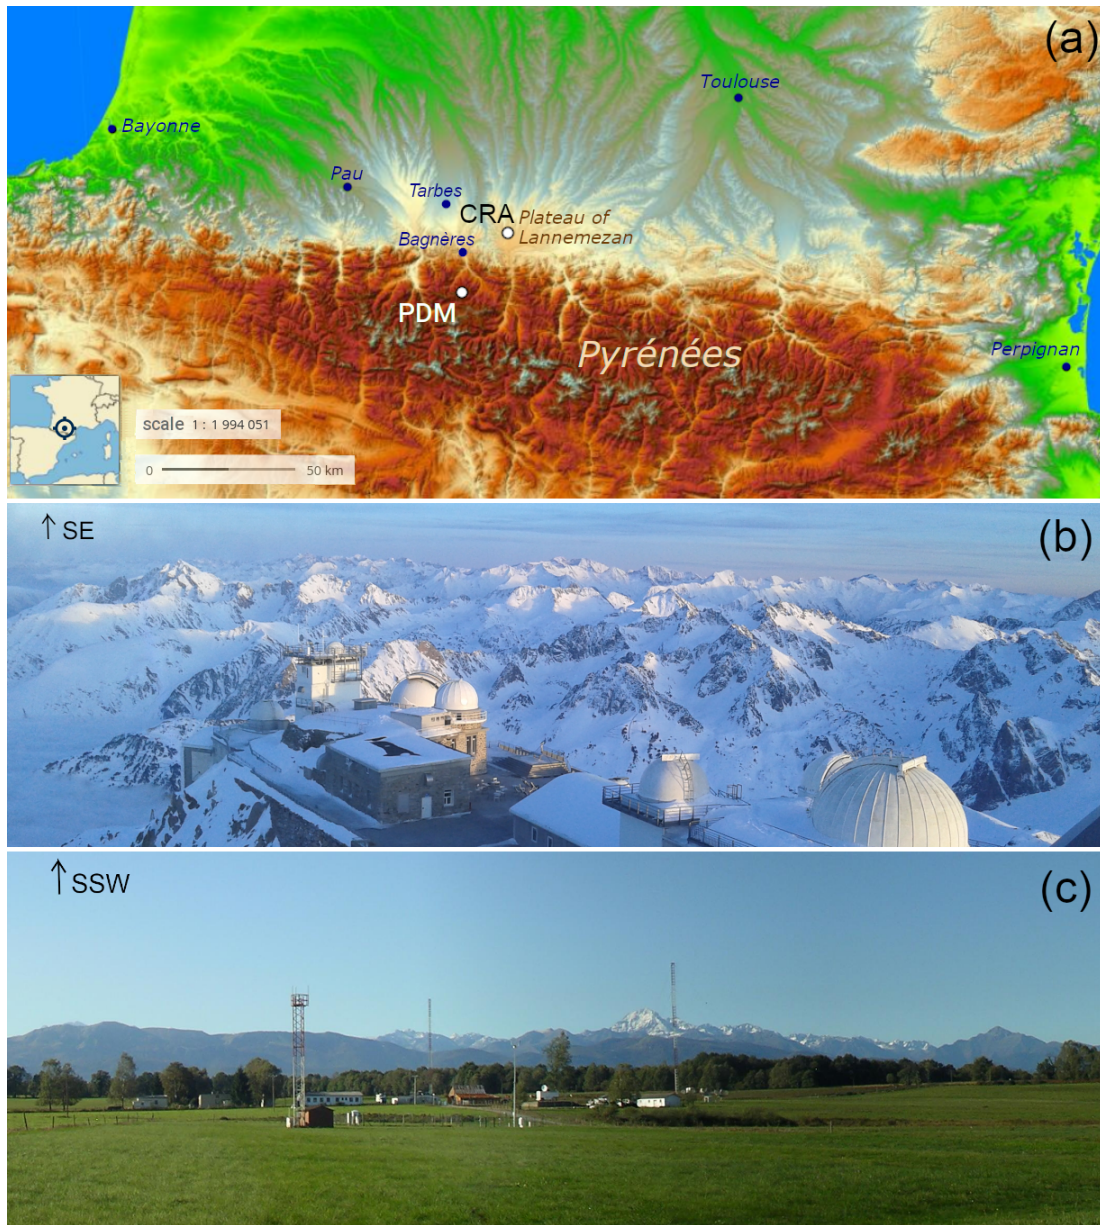 (a)
Toulouse
Bayonne
Pau
Tarbes
CRA
Plateau of
Lannemezan
Bagnères
PDM
Pyrénées
Perpignan
scale 1 : 1 994 051
0 50 km
↑ SE
(b)
↑ SSW
(c)